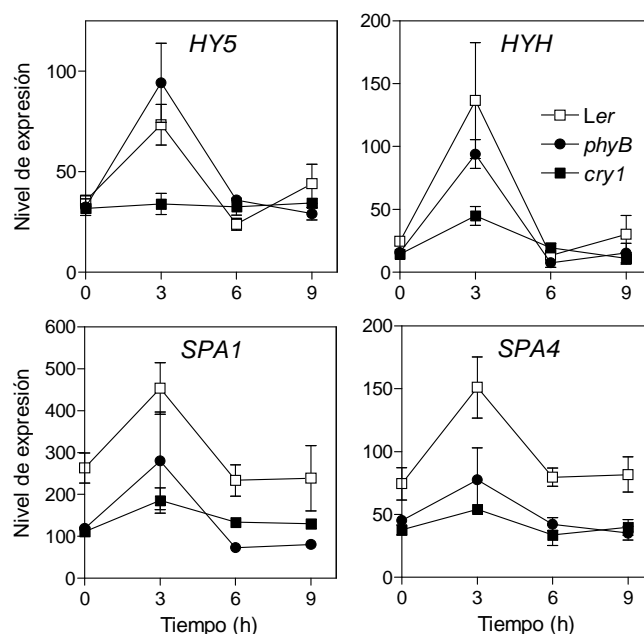 HY5
HYH
Nivel de expresión
100
50
0
0 3 6 9
200
150
100
50
0
0 3 6 9
Ler
phyB
cry1
SPA1
SPA4
Nivel de expresión
600
500
400
300
200
100
0
0 3 6 9
Tiempo (h)
200
150
100
50
0
0 3 6 9
Tiempo (h)